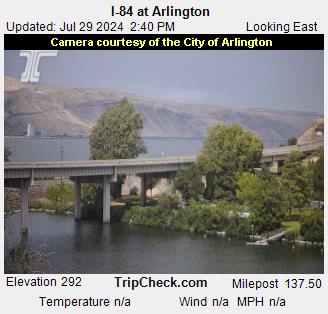 I-84 at Arlington
Updated: Jul 29 2024 2:40 PM Looking East
Camera courtesy of the City of Arlington
Elevation 292 TripCheck.com Milepost 137.50
Temperature n/a Wind n/a MPH n/a